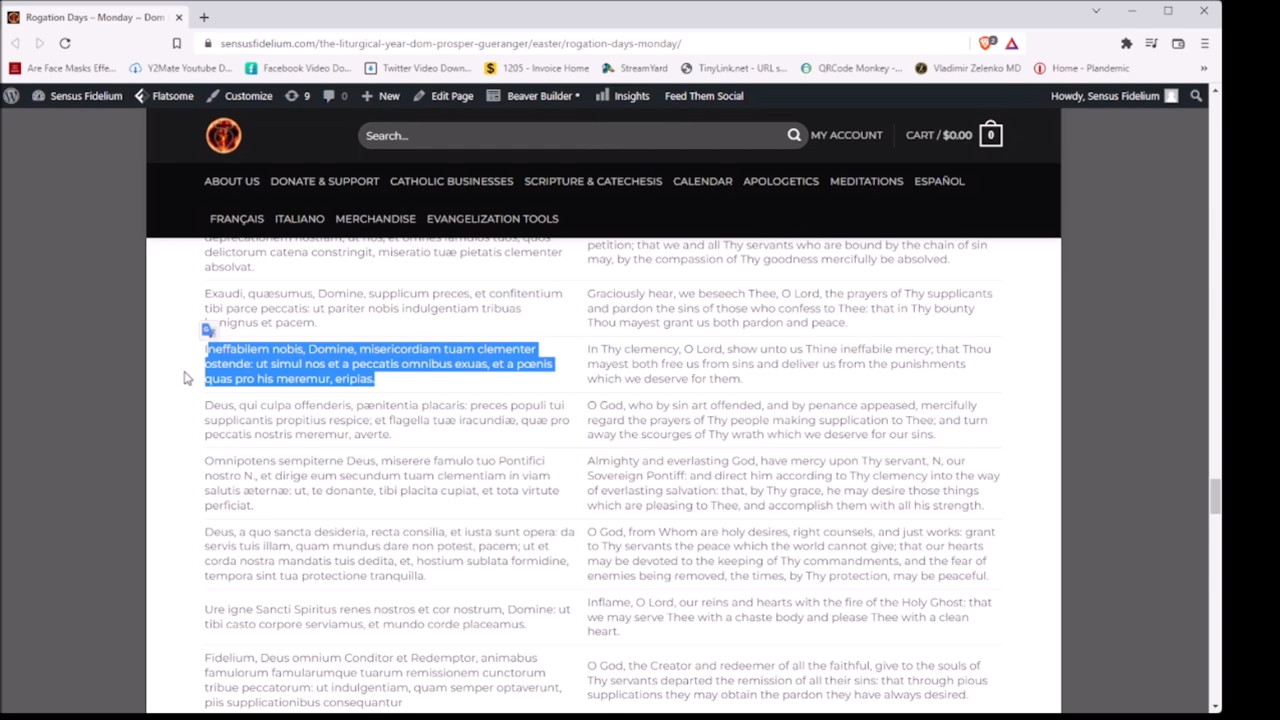 Rogation Days – Monday – Dom
sensusfidelium.com/the-liturgical-year-dom-prosper-gueranger/easter/rogation-days-monday/
2
Are Face Masks Effe...
Y2Mate Youtube D...
Facebook Video Do...
Twitter Video Down...
1205 - Invoice Home
StreamYard
TinyLink.net - URL s...
QRCode Monkey -...
Vladimir Zelenko MD
Home - Plandemic
»
Sensus Fidelium
Flatsome
Customize
9
0
New
Edit Page
Beaver Builder
Insights
Feed Them Social
Howdy, Sensus Fidelium
Search...
MY ACCOUNT
CART / $0.00
0
ABOUT US DONATE & SUPPORT CATHOLIC BUSINESSES SCRIPTURE & CATECHESIS CALENDAR APOLOGETICS MEDITATIONS ESPAÑOL
FRANÇAIS ITALIANO MERCHANDISE EVANGELIZATION TOOLS
deprecationem nostram, ut nos, et omnes famulos tuos, quos
delictorum catena constringit, miseratio tuæ pietatis clementer
absolvat.
petition; that we and all Thy servants who are bound by the chain of sin
may, by the compassion of Thy goodness mercifully be absolved.
Exaudi, quæsumus, Domine, supplicum preces, et confitentium
tibi parce peccatis: ut pariter nobis indulgentiam tribuas
nignus et pacem.
Graciously hear, we beseech Thee, O Lord, the prayers of Thy supplicants
and pardon the sins of those who confess to Thee: that in Thy bounty
Thou mayest grant us both pardon and peace.
Ineffabilem nobis, Domine, misericordiam tuam clementer
ostende: ut simul nos et a peccatis omnibus exuas, et a pœnis
quas pro his meremur, eripias.
In Thy clemency, O Lord, show unto us Thine ineffable mercy; that Thou
mayest both free us from sins and deliver us from the punishments
which we deserve for them.
Deus, qui culpa offenderis, pænitentia placaris: preces populi tui
supplicantis propitius respice; et flagella tuæ iracundiæ, quæ pro
peccatis nostris meremur, averte.
O God, who by sin art offended, and by penance appeased, mercifully
regard the prayers of Thy people making supplication to Thee; and turn
away the scourges of Thy wrath which we deserve for our sins.
Omnipotens sempiterne Deus, miserere famulo tuo Pontifici
nostro N., et dirige eum secundum tuam clementiam in viam
salutis æternæ: ut, te donante, tibi placita cupiat, et tota virtute
perficiat.
Almighty and everlasting God, have mercy upon Thy servant, N, our
Sovereign Pontiff: and direct him according to Thy clemency into the way
of everlasting salvation: that, by Thy grace, he may desire those things
which are pleasing to Thee, and accomplish them with all his strength.
Deus, a quo sancta desideria, recta consilia, et iusta sunt opera: da
servis tuis illam, quam mundus dare non potest, pacem; ut et
corda nostra mandatis tuis dedita, et, hostium sublata formidine,
tempora sint tua protectione tranquilla.
O God, from Whom are holy desires, right counsels, and just works: grant
to Thy servants the peace which the world cannot give; that our hearts
may be devoted to the keeping of Thy commandments, and the fear of
enemies being removed, the times, by Thy protection, may be peaceful.
Ure igne Sancti Spiritus renes nostros et cor nostrum, Domine: ut
tibi casto corpore serviamus, et mundo corde placeamus.
Inflame, O Lord, our reins and hearts with the fire of the Holy Ghost: that
we may serve Thee with a chaste body and please Thee with a clean
heart.
Fidelium, Deus omnium Conditor et Redemptor, animabus
famulorum famularumque tuarum remissionem cunctorum
tribue peccatorum: ut indulgentiam, quam semper optaverunt,
piis supplicationibus consequantur
O God, the Creator and redeemer of all the faithful, give to the souls of
Thy servants departed the remission of all their sins: that through pious
supplications they may obtain the pardon they have always desired.